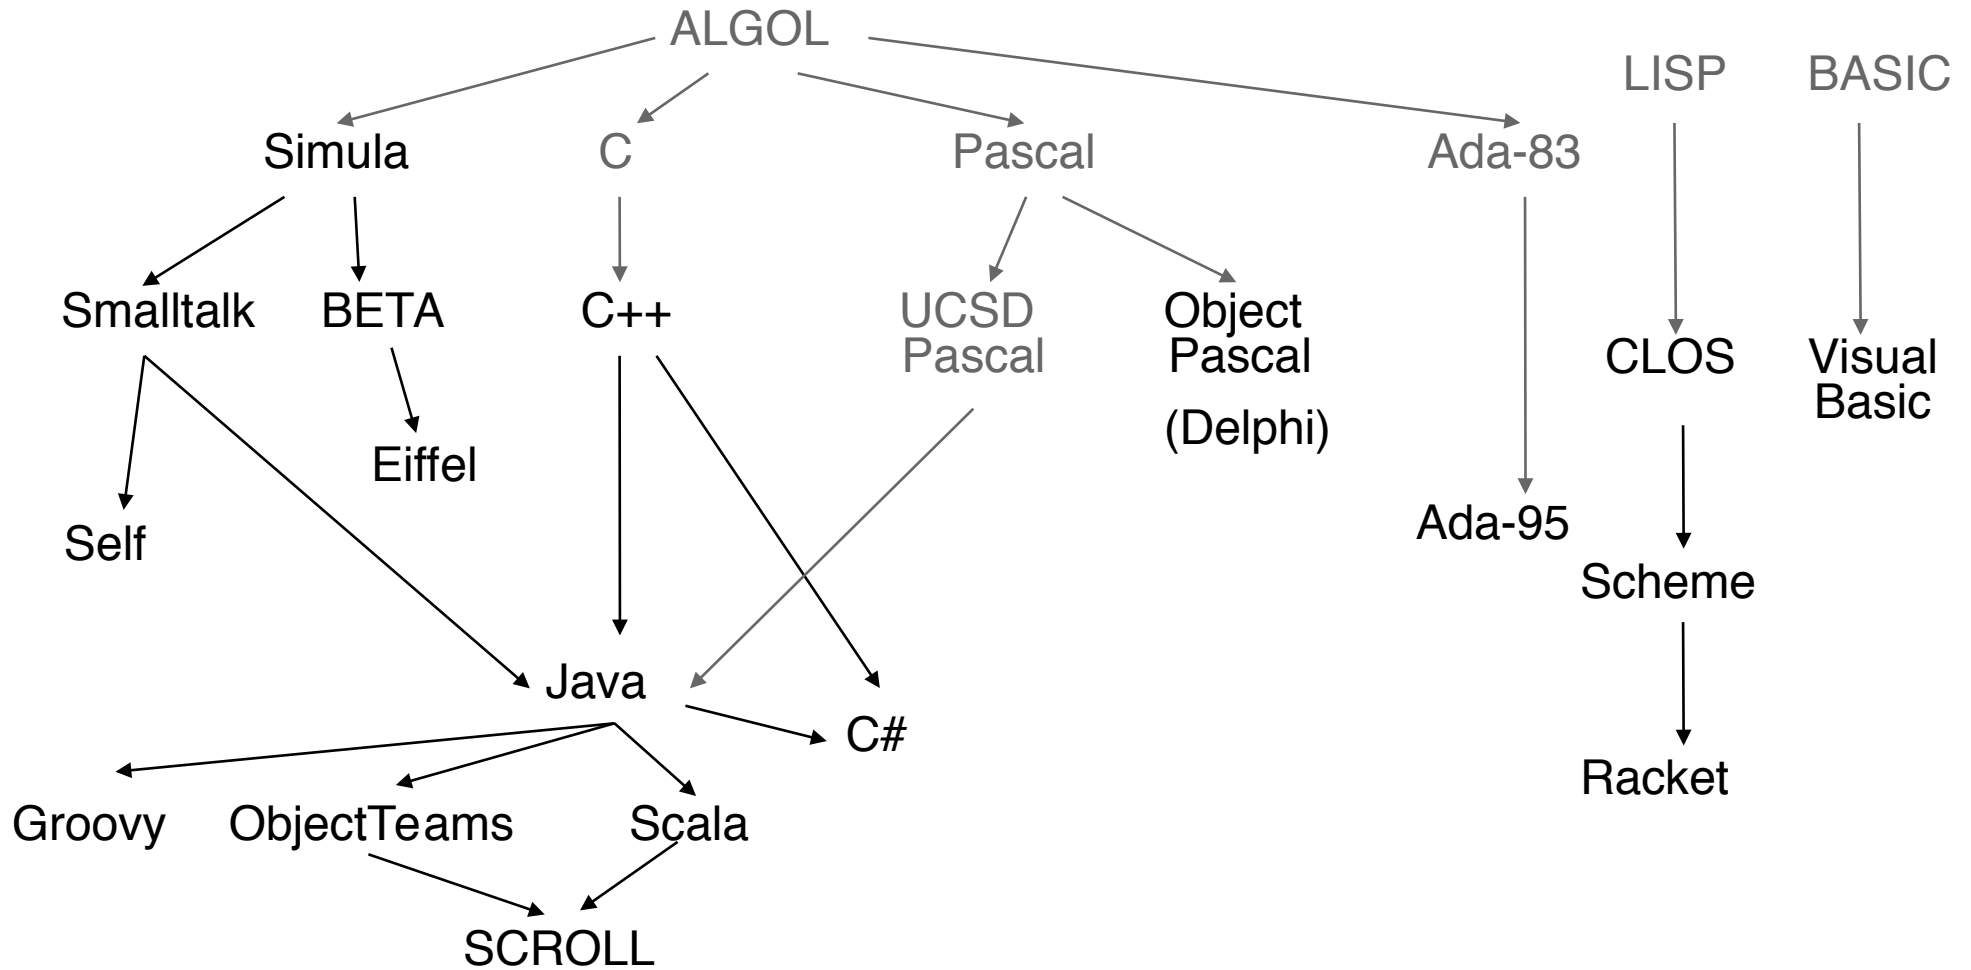 ALGOL
LISP
BASIC
Simula
C
Pascal
Ada-83
Smalltalk
BETA
C++
UCSD
Pascal
Object
Pascal
(Delphi)
CLOS
Visual
Basic
Eiffel
Self
Ada-95
Scheme
Java
C#
Racket
Groovy
ObjectTeams
Scala
SCROLL